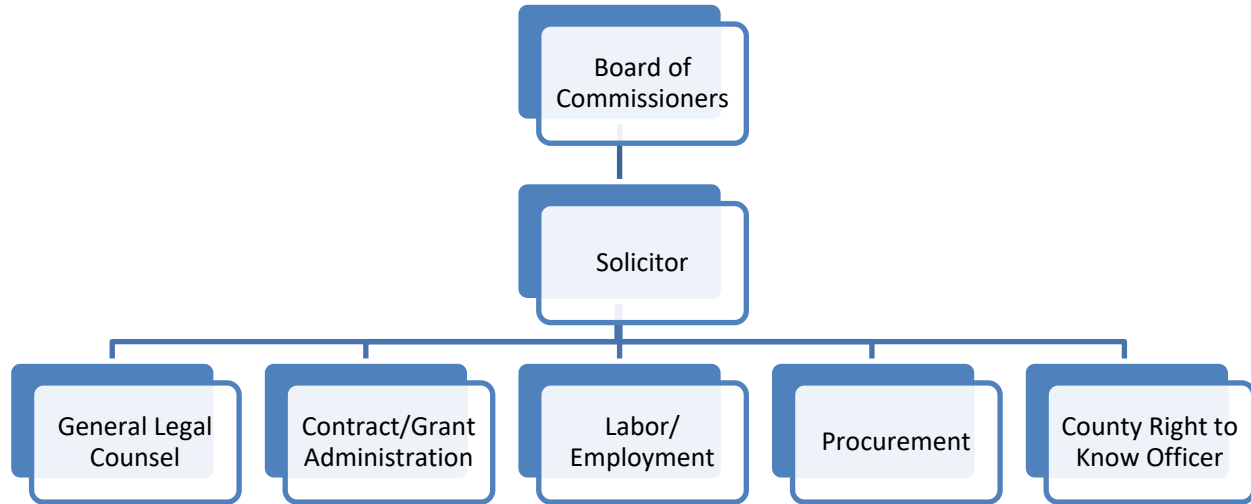 Board of
Commissioners
Solicitor
General Legal
Counsel
Contract/Grant
Administration
Labor/
Employment
Procurement
County Right to
Know Officer